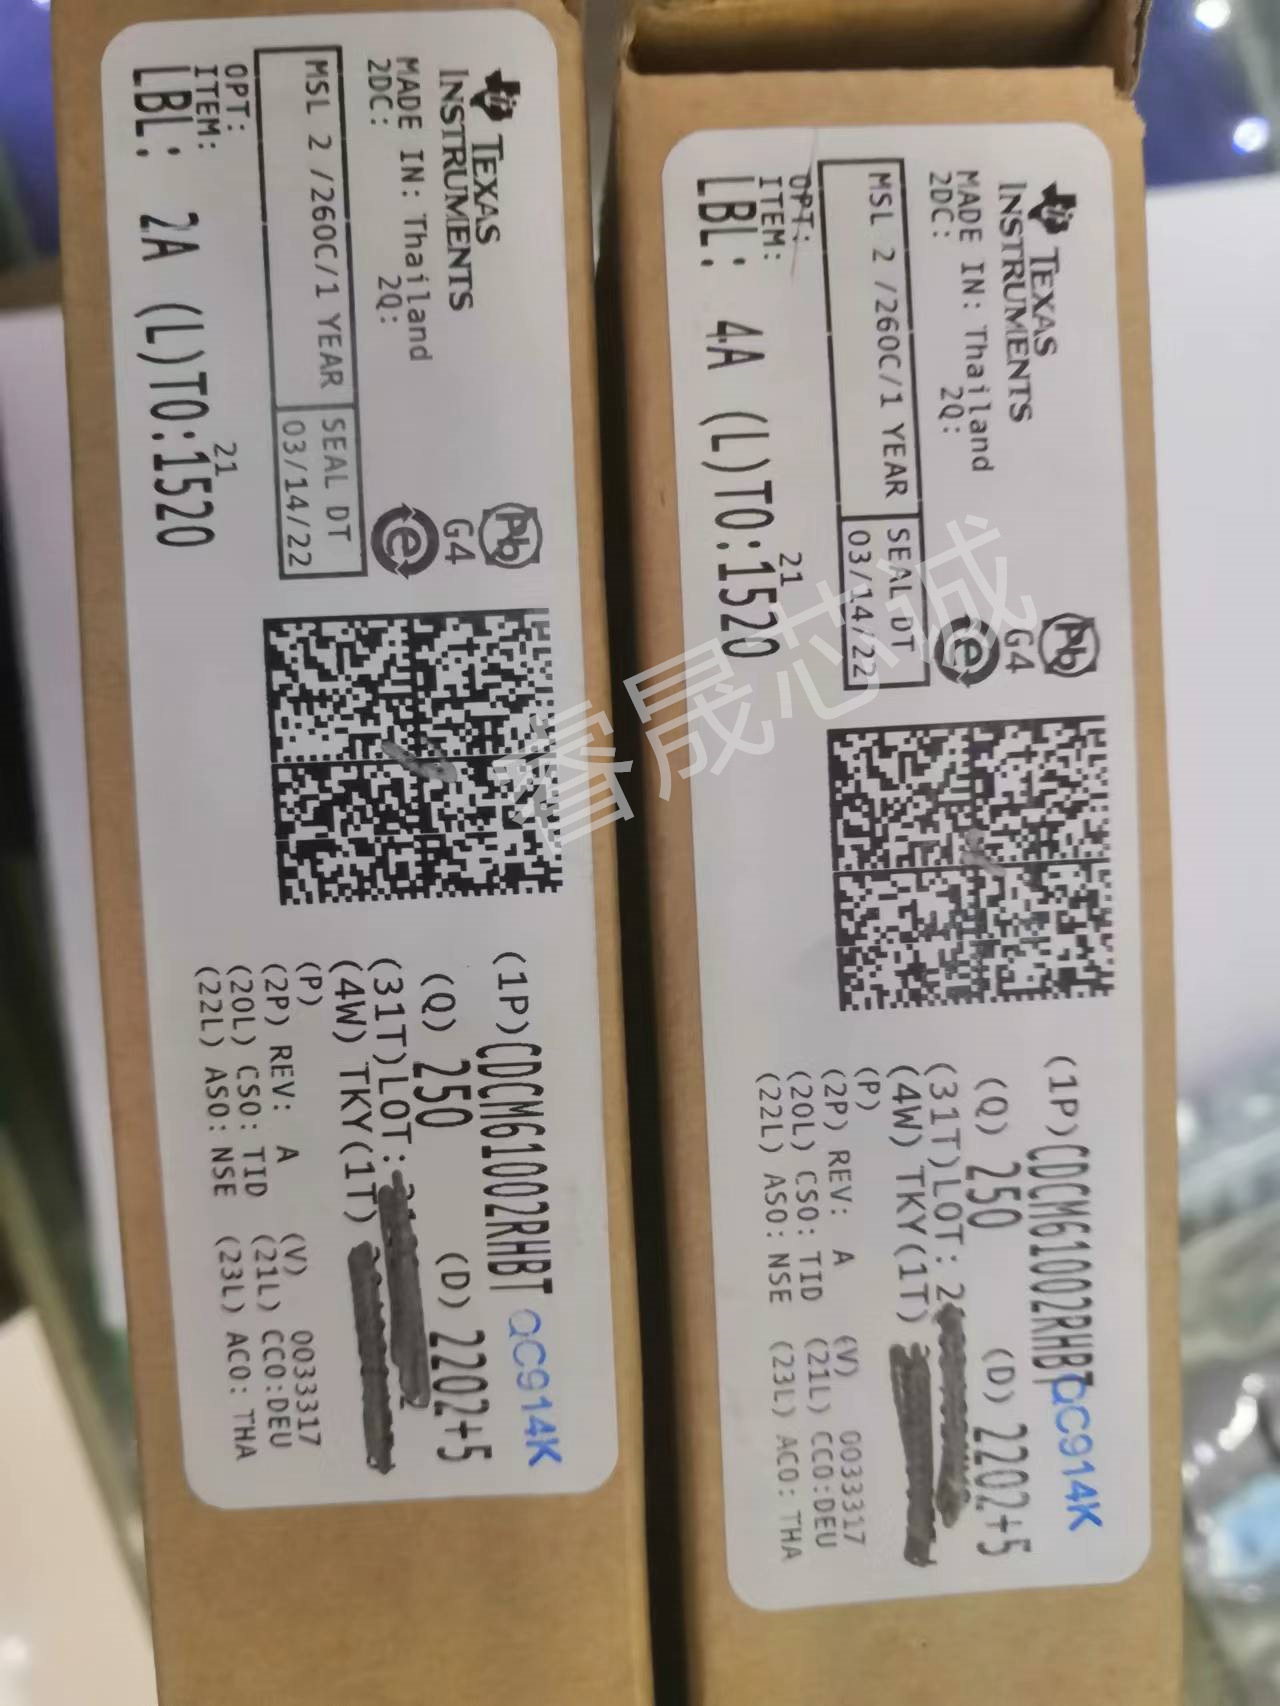 TEXAS
INSTRUMENTS
MADE IN: Thailand
2DC: 2Q:
MSL 2 /260C/1 YEAR SEAL DT
03/14/22
OPT:
ITEM: 21
LBL: 2A (L)TO:1520
Pb
G4
e
(1P)CDCM61002RHBT QC914K
(Q) 250 (D) 2202+5
(31T)LOT:
(4W) TKY(1T)
(P)
(2P) REV: A (V) 0033317
(20L) CSO: TID (21L) CCO:DEU
(22L) ASO: NSE (23L) ACO: THA
TEXAS
INSTRUMENTS
MADE IN: Thailand
2DC: 2Q:
MSL 2 /260C/1 YEAR SEAL DT
03/14/22
OPT:
ITEM: 21
LBL: 4A (L)TO:1520
Pb
G4
e
(1P)CDCM61002RHBT QC914K
(Q) 250 (D) 2202+5
(31T)LOT: 2
(4W) TKY(1T)
(P)
(2P) REV: A (V) 0033317
(20L) CSO: TID (21L) CCO:DEU
(22L) ASO: NSE (23L) ACO: THA
睿晟芯诚